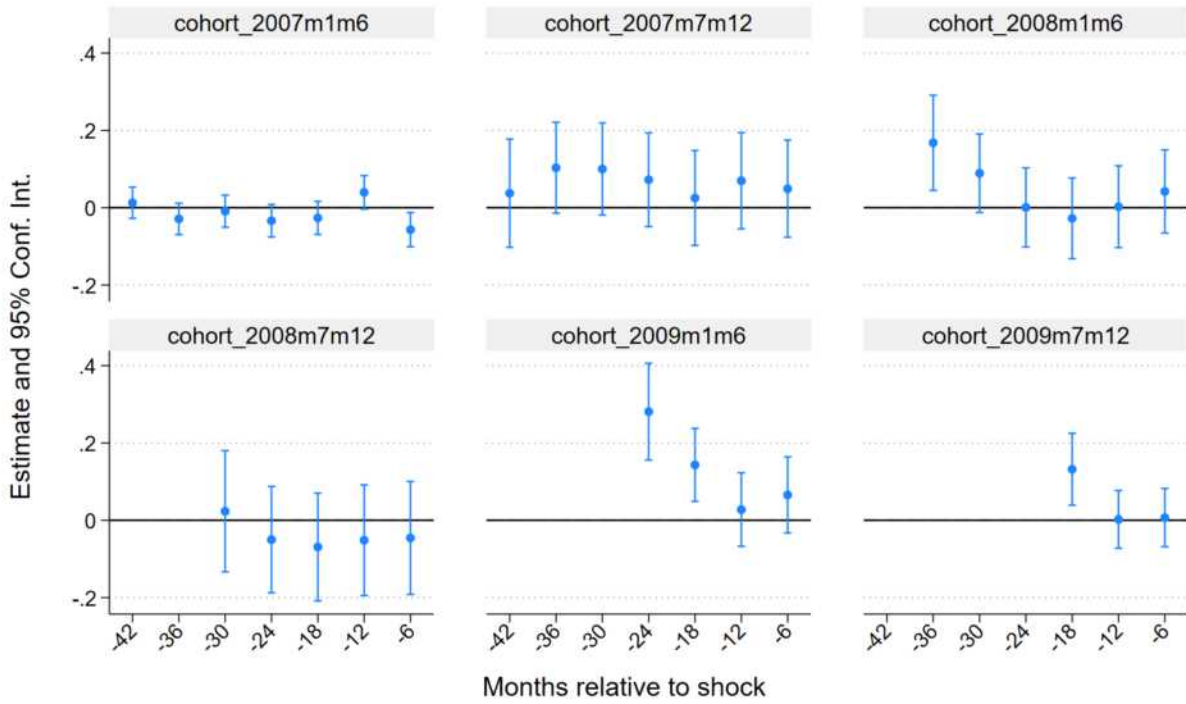 cohort_2007m1m6 cohort_2007m7m12 cohort_2008m1m6
.4
.2
0
-.2
cohort_2008m7m12 cohort_2009m1m6 cohort_2009m7m12
.4
.2
0
-.2
-42 -36 -30 -24 -18 -12 -6 -42 -36 -30 -24 -18 -12 -6 -42 -36 -30 -24 -18 -12 -6
Estimate and 95% Conf. Int.
Months relative to shock